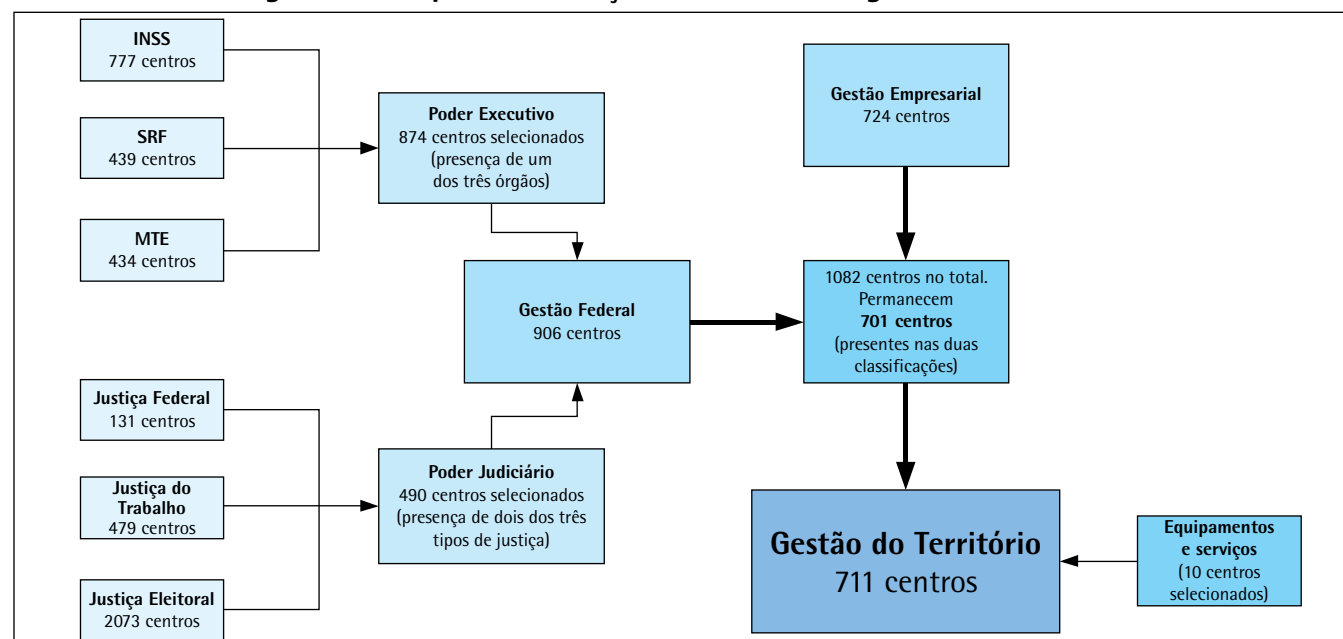 INSS
777 centros
SRF
439 centros
MTE
434 centros
Poder Executivo
874 centros selecionados
(presença de um
dos três órgãos)
Gestão Empresarial
724 centros
Gestão Federal
906 centros
1082 centros no total.
Permanecem
701 centros
(presentes nas duas
classificações)
Justiça Federal
131 centros
Justiça do
Trabalho
479 centros
Justiça Eleitoral
2073 centros
Poder Judiciário
490 centros selecionados
(presença de dois dos três
tipos de justiça)
Gestão do Território
711 centros
Equipamentos
e serviços
(10 centros
selecionados)